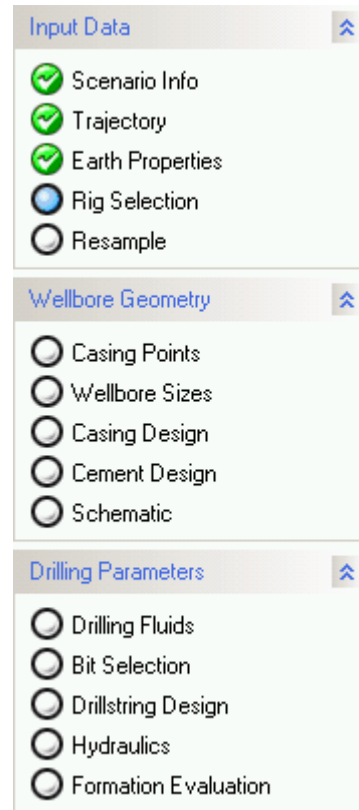 Input Data
Scenario Info
Trajectory
Earth Properties
Rig Selection
Resample
Wellbore Geometry
Casing Points
Wellbore Sizes
Casing Design
Cement Design
Schematic
Drilling Parameters
Drilling Fluids
Bit Selection
Drillstring Design
Hydraulics
Formation Evaluation